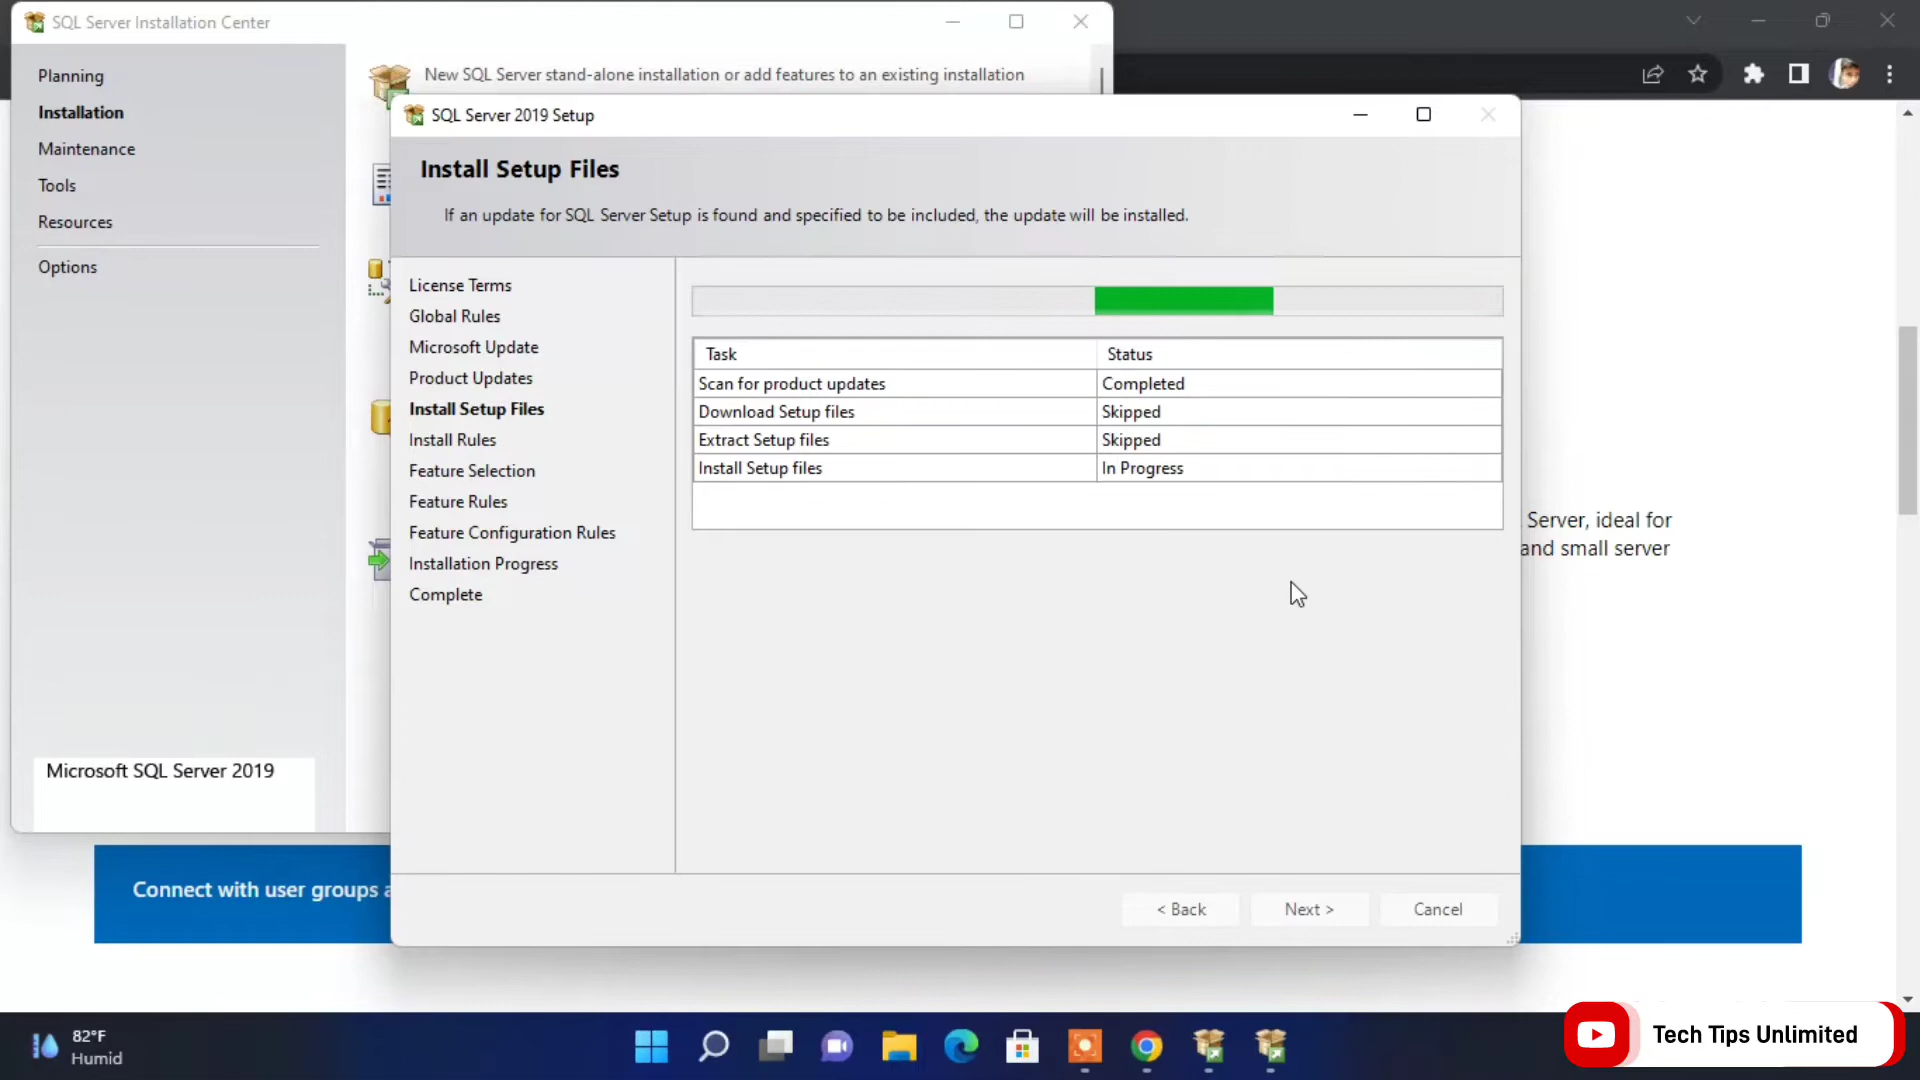 SQL Server Installation Center
Planning
Installation
Maintenance
Tools
Resources
Options
Microsoft SQL Server 2019
New SQL Server stand-alone installation or add features to an existing installation
SQL Server 2019 Setup
Install Setup Files
If an update for SQL Server Setup is found and specified to be included, the update will be installed.
License Terms
Global Rules
Microsoft Update
Product Updates
Install Setup Files
Install Rules
Feature Selection
Feature Rules
Feature Configuration Rules
Installation Progress
Complete
Task Status
Scan for product updates Completed
Download Setup files Skipped
Extract Setup files Skipped
Install Setup files In Progress
< Back Next > Cancel
Server, ideal for
and small server
Connect with user groups a
82°F
Humid
Tech Tips Unlimited